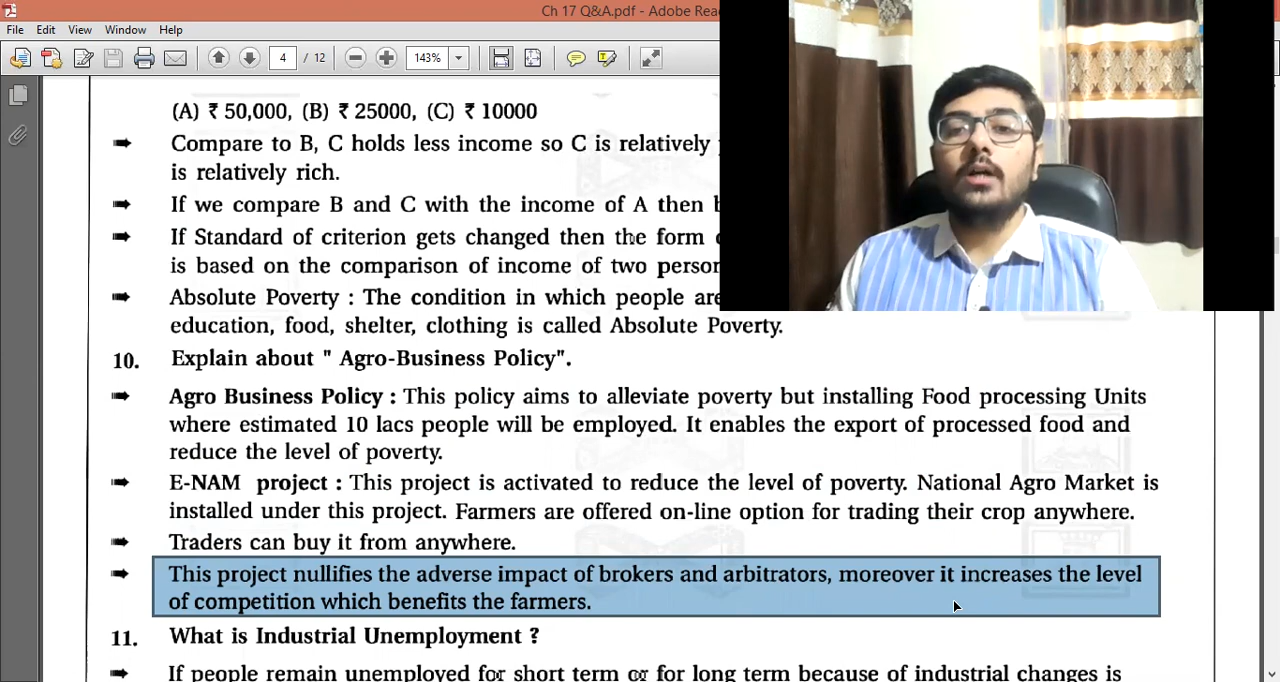 Ch 17 Q&A.pdf - Adobe Rea
File Edit View Window Help
4 / 12 143%
(A) ₹ 50,000, (B) ₹ 25000, (C) ₹ 10000
Compare to B, C holds less income so C is relatively
is relatively rich.
If we compare B and C with the income of A then
If Standard of criterion gets changed then the form
is based on the comparison of income of two person
Absolute Poverty : The condition in which people are
education, food, shelter, clothing is called Absolute Poverty.
10. Explain about " Agro-Business Policy".
Agro Business Policy : This policy aims to alleviate poverty but installing Food processing Units
where estimated 10 lacs people will be employed. It enables the export of processed food and
reduce the level of poverty.
E-NAM project : This project is activated to reduce the level of poverty. National Agro Market is
installed under this project. Farmers are offered on-line option for trading their crop anywhere.
Traders can buy it from anywhere.
This project nullifies the adverse impact of brokers and arbitrators, moreover it increases the level
of competition which benefits the farmers.
11. What is Industrial Unemployment ?
If people remain unemployed for short term or for long term because of industrial changes is